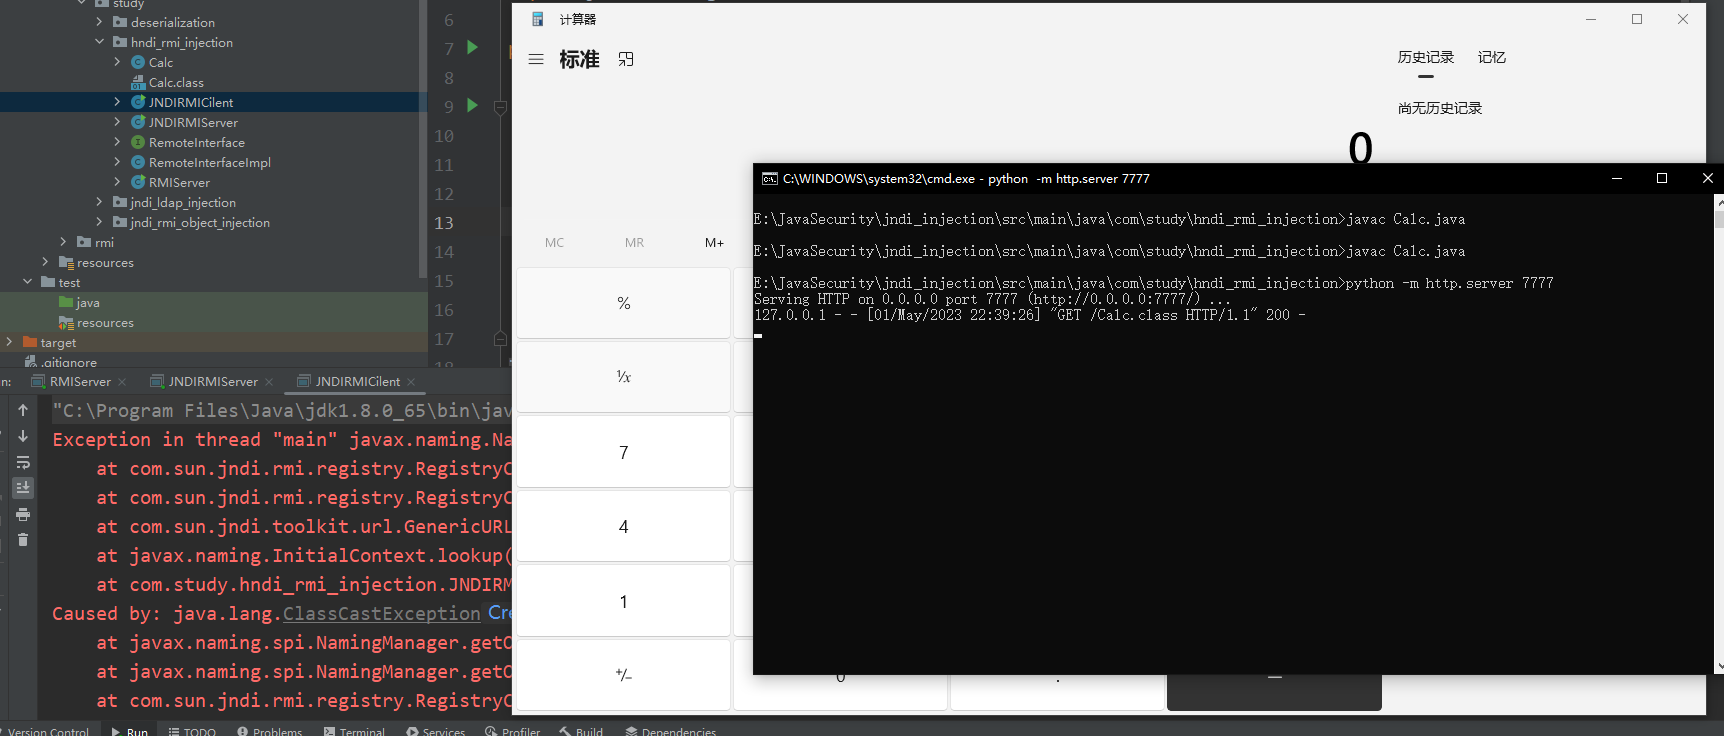 study
deserialization
hndi_rmi_injection
Calc
Calc.class
JNDIRMICilent
JNDIRMIServer
RemoteInterface
RemoteInterfaceImpl
RMIServer
jndi_ldap_injection
jndi_rmi_object_injection
rmi
resources
test
java
resources
target
.gitignore
6
7
8
9
10
11
12
13
14
15
16
17
18
计算器
标准
历史记录 记忆
尚无历史记录
0
MC MR M+
%
¹⁄x
7
4
1
+/−
0
.
C:\WINDOWS\system32\cmd.exe - python -m http.server 7777
E:\JavaSecurity\jndi_injection\src\main\java\com\study\hndi_rmi_injection>javac Calc.java
E:\JavaSecurity\jndi_injection\src\main\java\com\study\hndi_rmi_injection>javac Calc.java
E:\JavaSecurity\jndi_injection\src\main\java\com\study\hndi_rmi_injection>python -m http.server 7777
Serving HTTP on 0.0.0.0 port 7777 (http://0.0.0.0:7777/) ...
127.0.0.1 - - [01/May/2023 22:39:26] "GET /Calc.class HTTP/1.1" 200 -
n: RMIServer JNDIRMIServer JNDIRMICilent
"C:\Program Files\Java\jdk1.8.0_65\bin\jav
Exception in thread "main" javax.naming.Na
at com.sun.jndi.rmi.registry.RegistryC
at com.sun.jndi.rmi.registry.RegistryC
at com.sun.jndi.toolkit.url.GenericURL
at javax.naming.InitialContext.lookup(
at com.study.hndi_rmi_injection.JNDIRM
Caused by: java.lang.ClassCastException Cre
at javax.naming.spi.NamingManager.getO
at javax.naming.spi.NamingManager.getO
at com.sun.jndi.rmi.registry.RegistryC
Version Control Run TODO Problems Terminal Services Profiler Build Dependencies